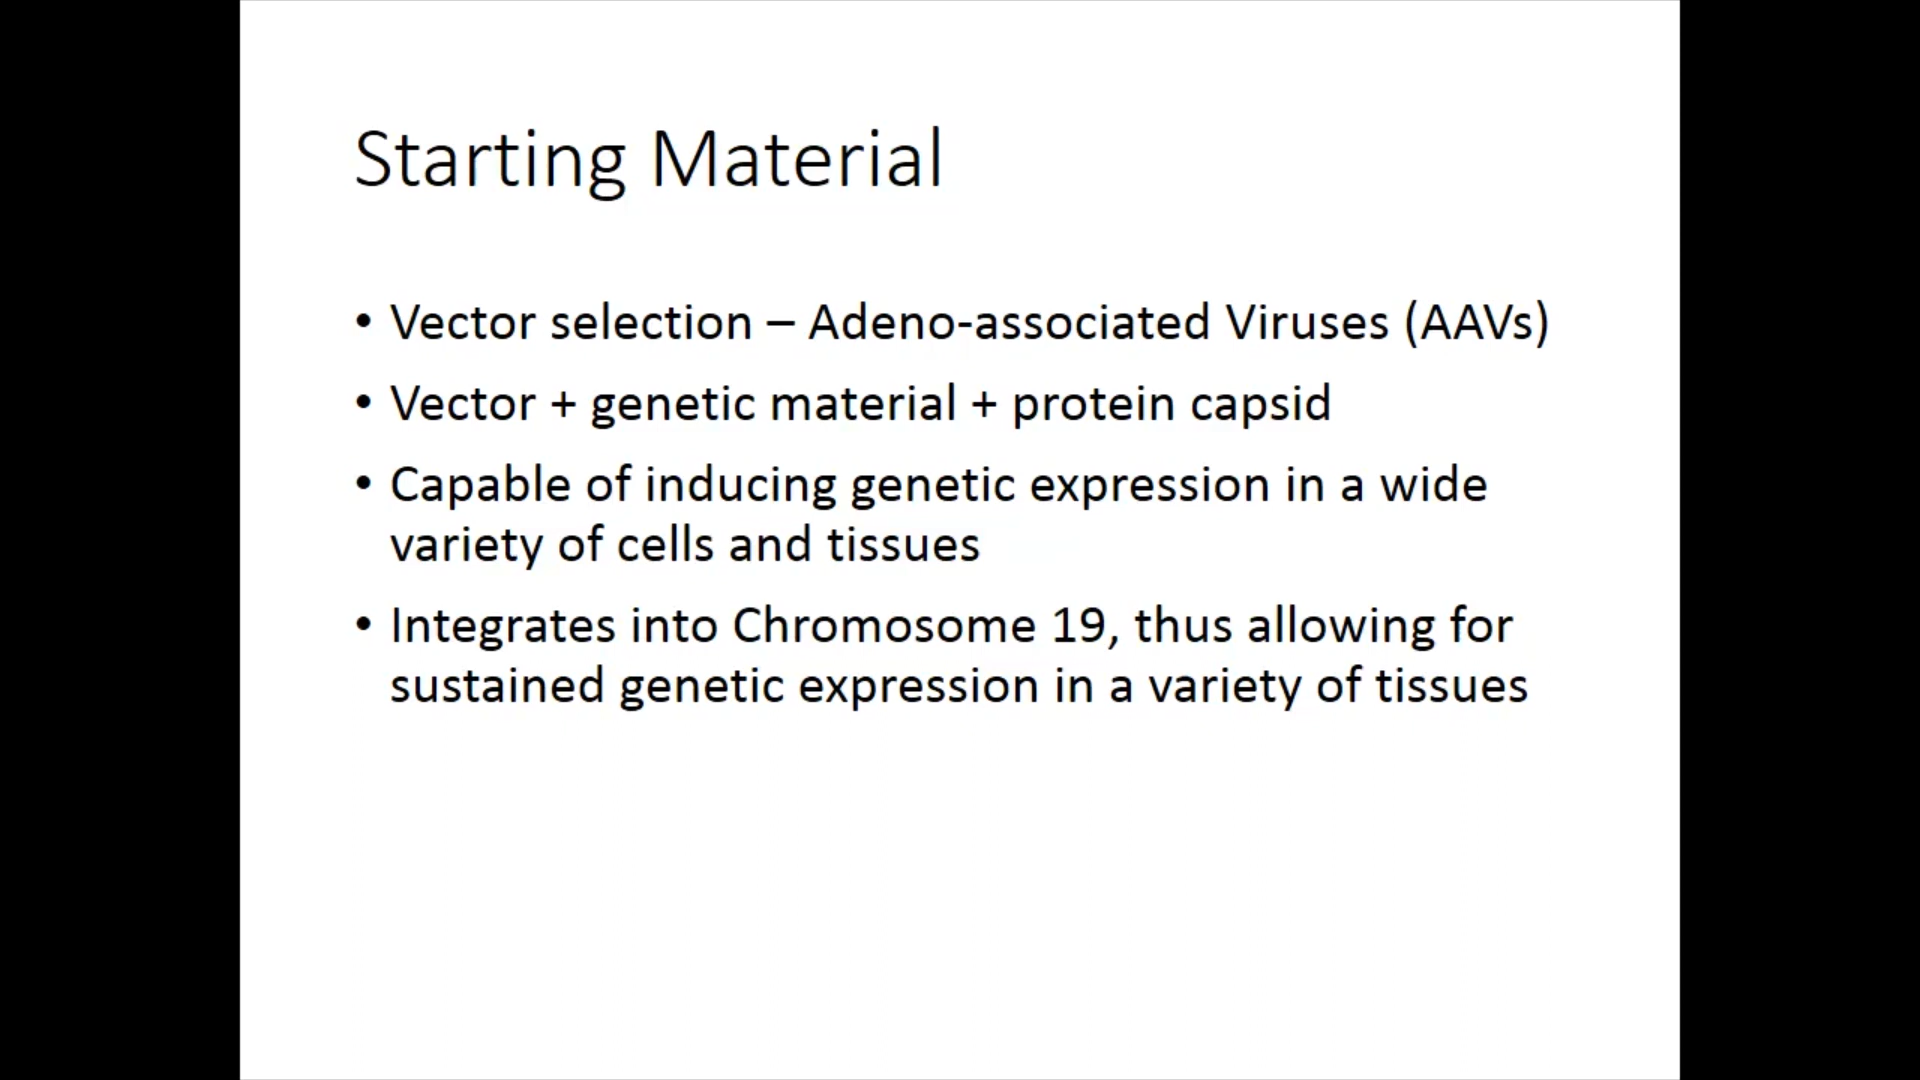 Starting Material
• Vector selection – Adeno-associated Viruses (AAVs)
• Vector + genetic material + protein capsid
• Capable of inducing genetic expression in a wide
variety of cells and tissues
• Integrates into Chromosome 19, thus allowing for
sustained genetic expression in a variety of tissues